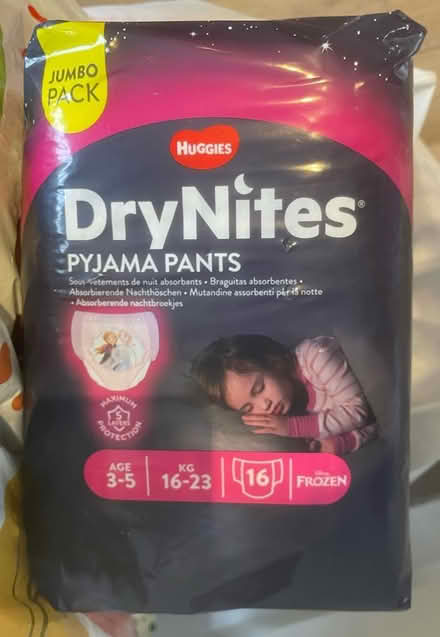 JUMBO
PACK
HUGGIES
DryNites®
PYJAMA PANTS
Sous-vêtements de nuit absorbants • Braguitas absorbentes •
Absorbierende Nachthöschen • Mutandine assorbenti per la notte
• Absorberende nachtbroekjes
MAXIMUM
5
LAYERS
PROTECTION
AGE
3-5
KG
16-23
16
Disney
FROZEN